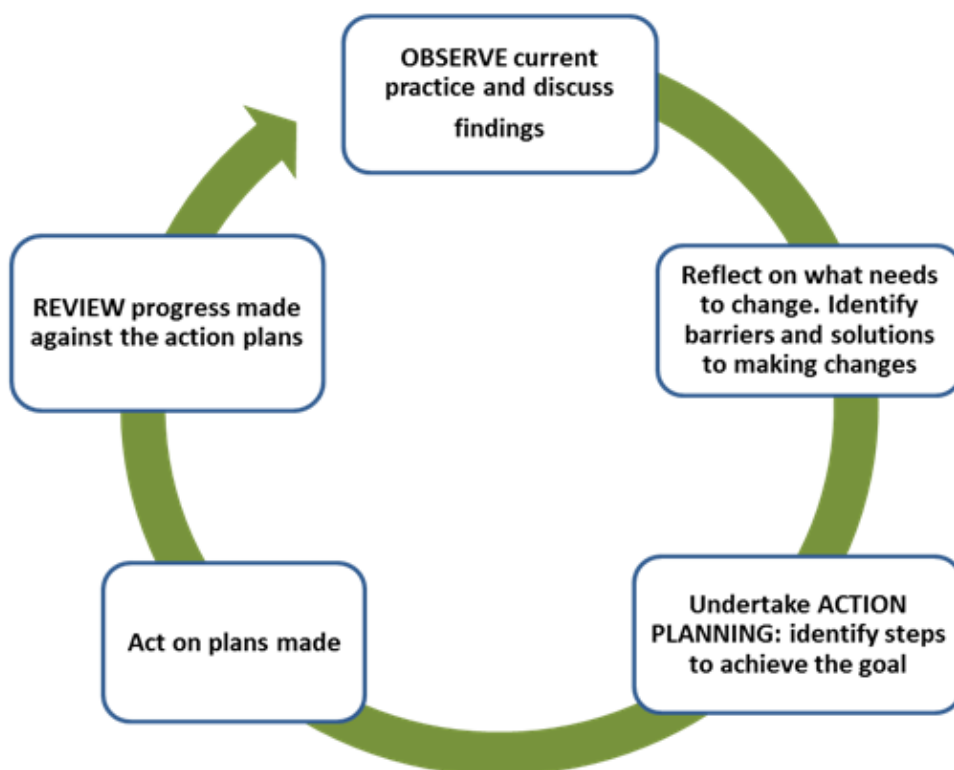 OBSERVE current
practice and discuss
findings
Reflect on what needs
to change. Identify
barriers and solutions
to making changes
Undertake ACTION
PLANNING: identify steps
to achieve the goal
Act on plans made
REVIEW progress made
against the action plans